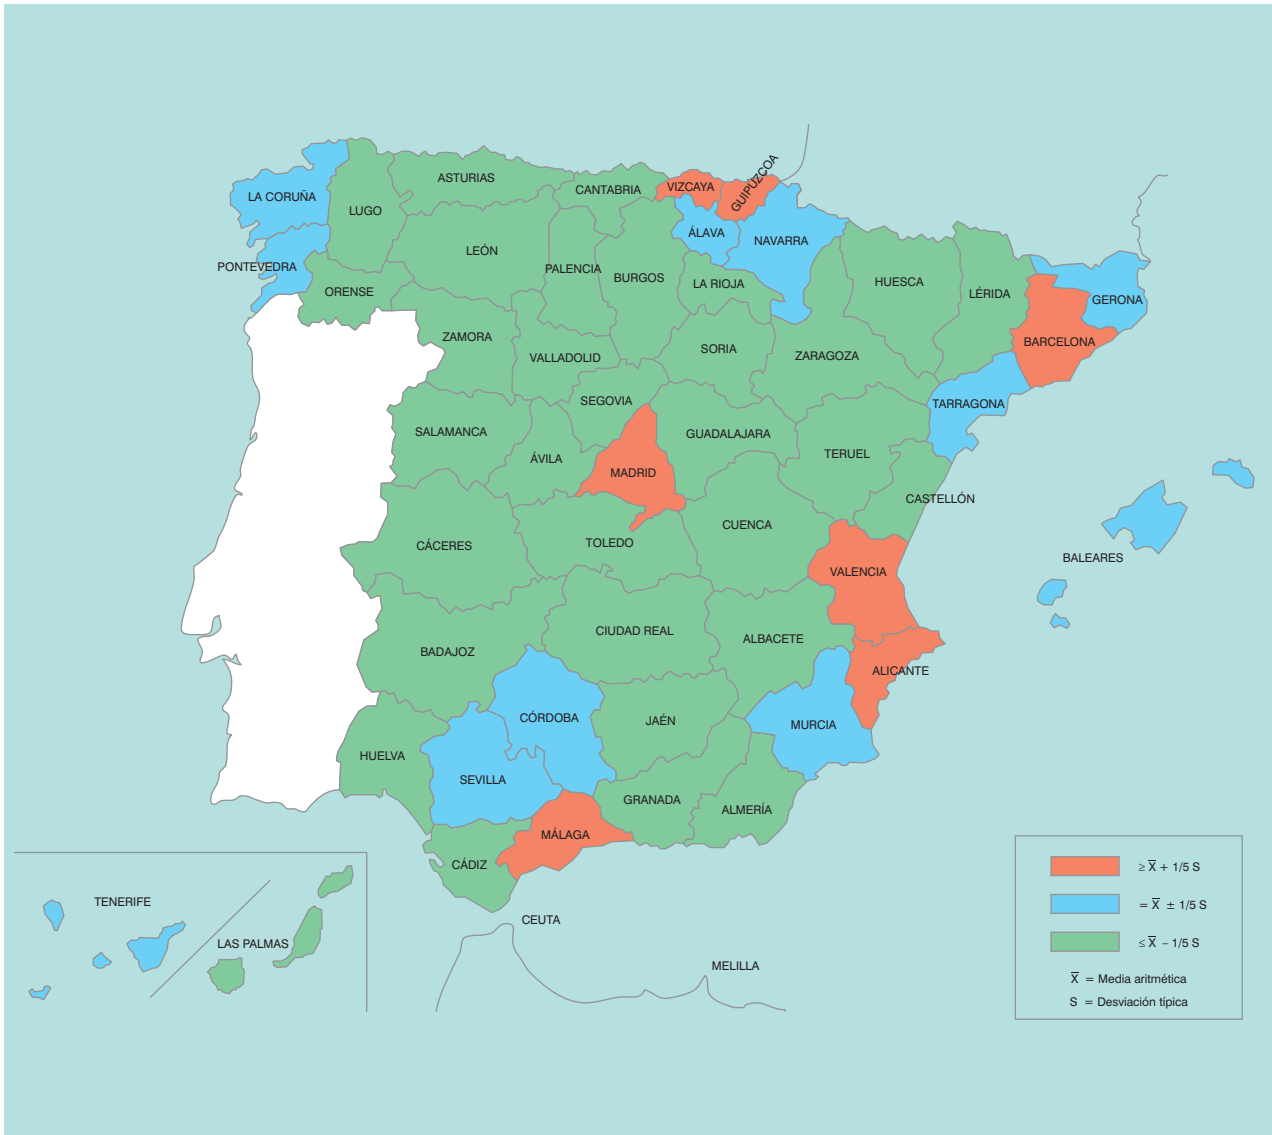 ASTURIAS
CANTABRIA
VIZCAYA
GUIPÚZCOA
LA CORUÑA
LUGO
ÁLAVA
NAVARRA
LEÓN
PONTEVEDRA
PALENCIA
BURGOS
LA RIOJA
HUESCA
ORENSE
LÉRIDA
GERONA
ZAMORA
VALLADOLID
SORIA
ZARAGOZA
BARCELONA
SEGOVIA
TARRAGONA
SALAMANCA
GUADALAJARA
ÁVILA
MADRID
TERUEL
CASTELLÓN
CUENCA
CÁCERES
TOLEDO
BALEARES
VALENCIA
CIUDAD REAL
ALBACETE
BADAJOZ
ALICANTE
CÓRDOBA
JAÉN
MURCIA
HUELVA
SEVILLA
GRANADA
ALMERÍA
MÁLAGA
CÁDIZ
TENERIFE
LAS PALMAS
CEUTA
MELILLA
≥ X̅ + 1/5 S
= X̅ ± 1/5 S
≤ X̅ − 1/5 S
X̅ = Media aritmética
S = Desviación típica